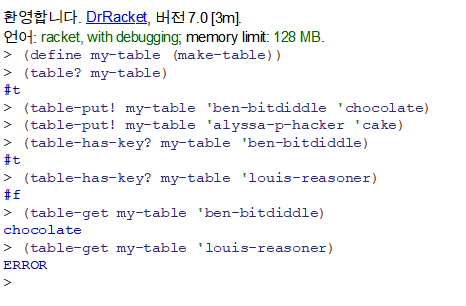 환영합니다. DrRacket, 버전 7.0 [3m].
언어: racket, with debugging; memory limit: 128 MB.
> (define my-table (make-table))
> (table? my-table)
#t
> (table-put! my-table 'ben-bitdiddle 'chocolate)
> (table-put! my-table 'alyssa-p-hacker 'cake)
> (table-has-key? my-table 'ben-bitdiddle)
#t
> (table-has-key? my-table 'louis-reasoner)
#f
> (table-get my-table 'ben-bitdiddle)
chocolate
> (table-get my-table 'louis-reasoner)
ERROR
>